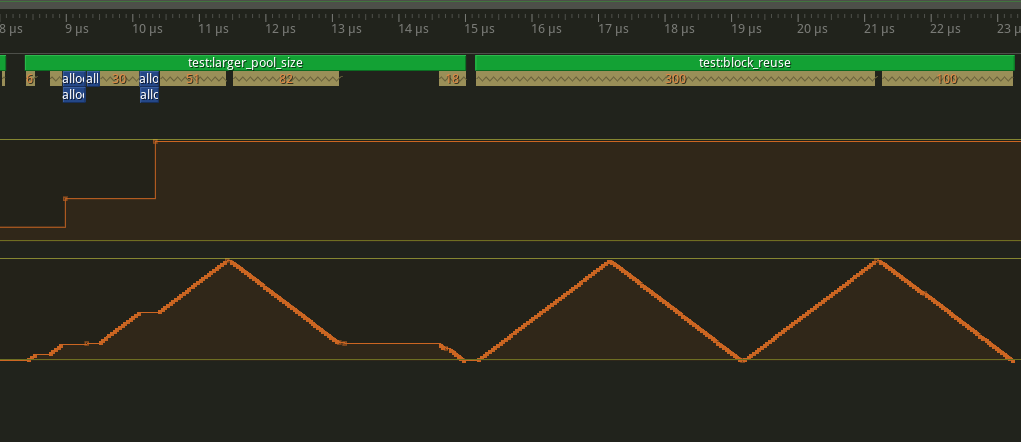 8 µs 9 µs 10 µs 11 µs 12 µs 13 µs 14 µs 15 µs 16 µs 17 µs 18 µs 19 µs 20 µs 21 µs 22 µs 23 µ
test:larger_pool_size test:block_reuse
6 allo all 30 allo 51 82 18 300 100
allo allo